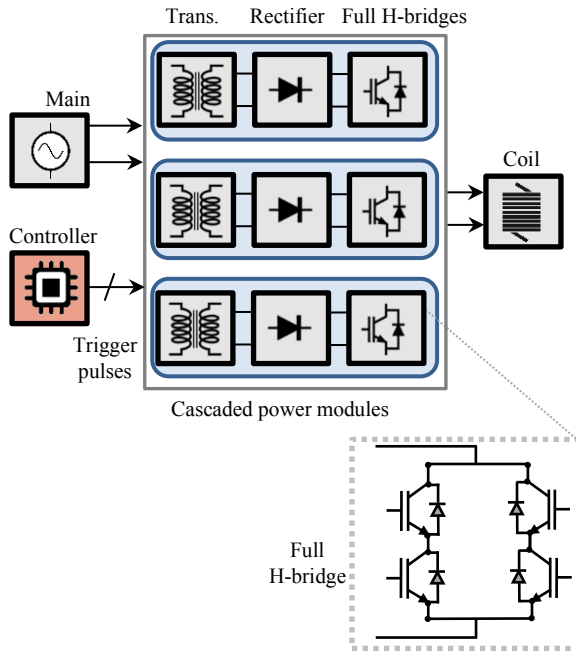 Trans. Rectifier Full H-bridges
Main
Coil
Controller
Trigger
pulses
Cascaded power modules
Full
H-bridge